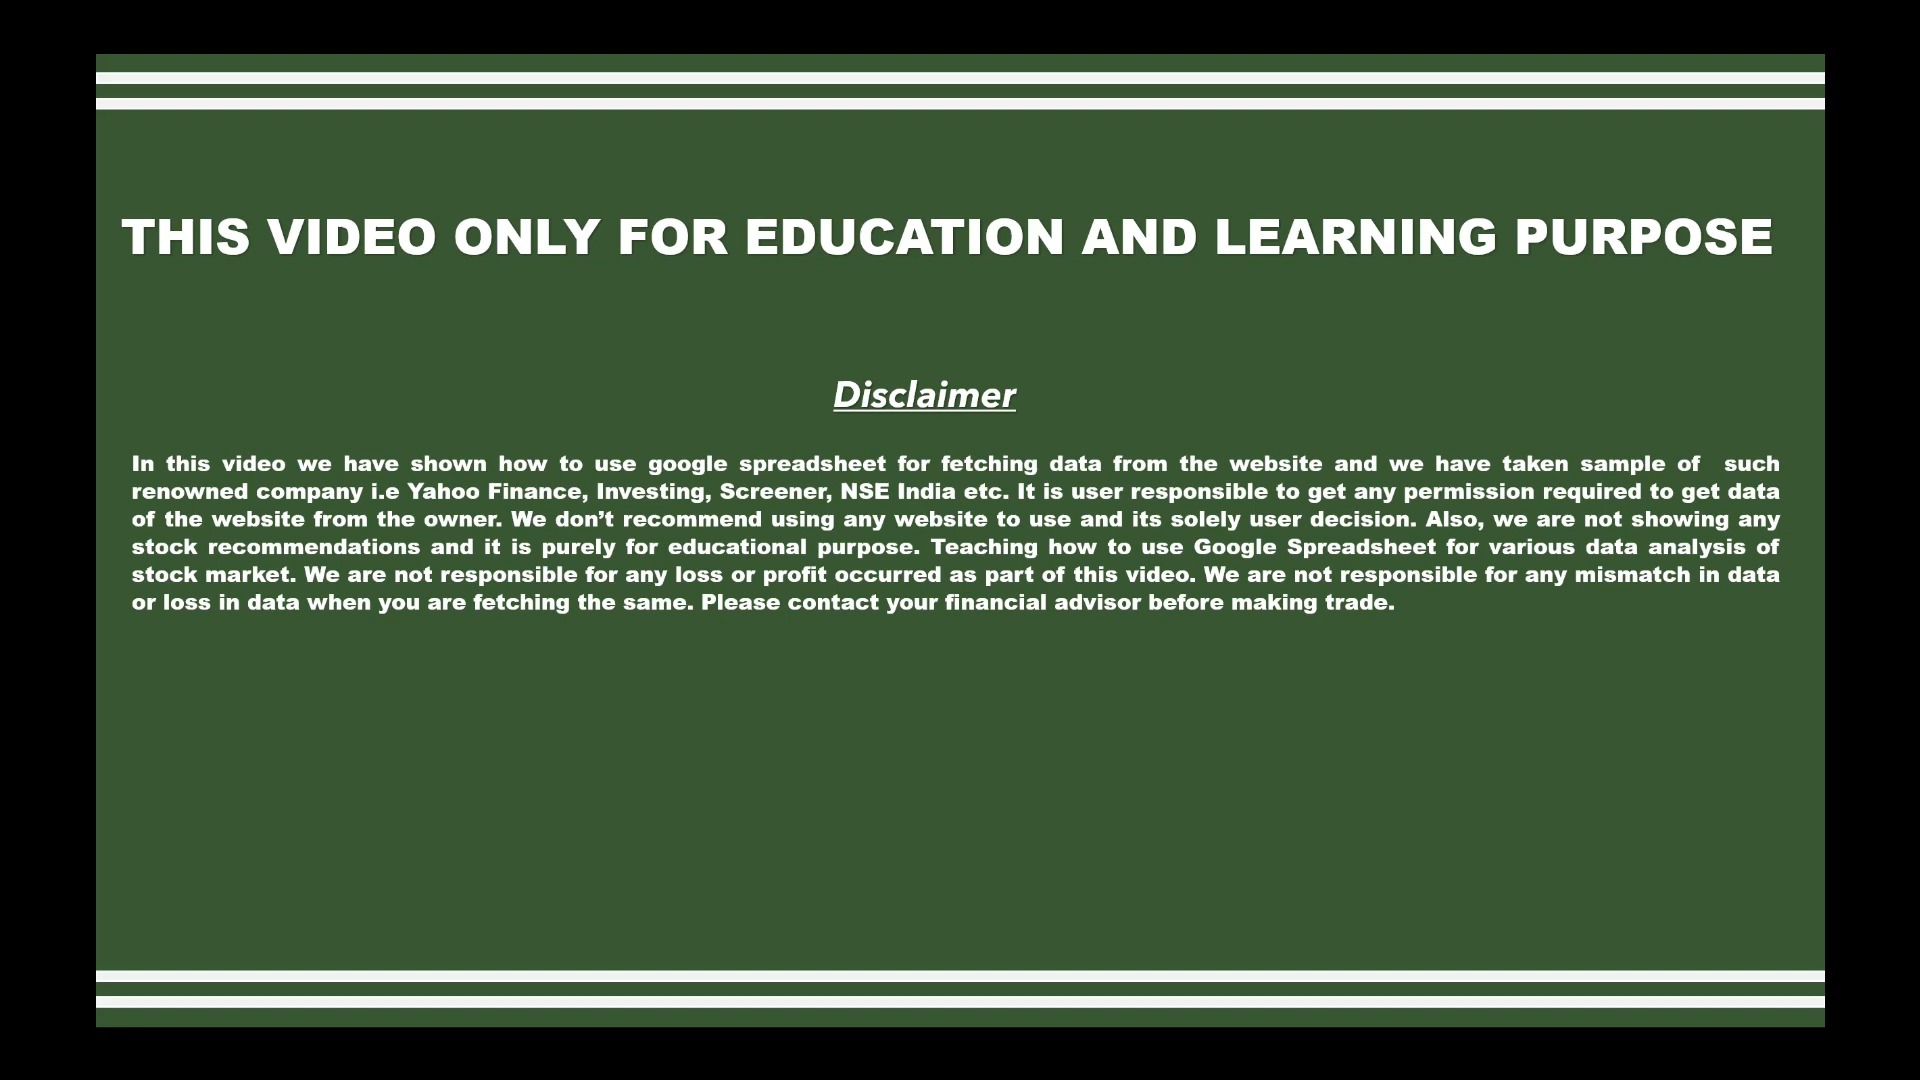 THIS VIDEO ONLY FOR EDUCATION AND LEARNING PURPOSE
Disclaimer
In this video we have shown how to use google spreadsheet for fetching data from the website and we have taken sample of such
renowned company i.e Yahoo Finance, Investing, Screener, NSE India etc. It is user responsible to get any permission required to get data
of the website from the owner. We don’t recommend using any website to use and its solely user decision. Also, we are not showing any
stock recommendations and it is purely for educational purpose. Teaching how to use Google Spreadsheet for various data analysis of
stock market. We are not responsible for any loss or profit occurred as part of this video. We are not responsible for any mismatch in data
or loss in data when you are fetching the same. Please contact your financial advisor before making trade.